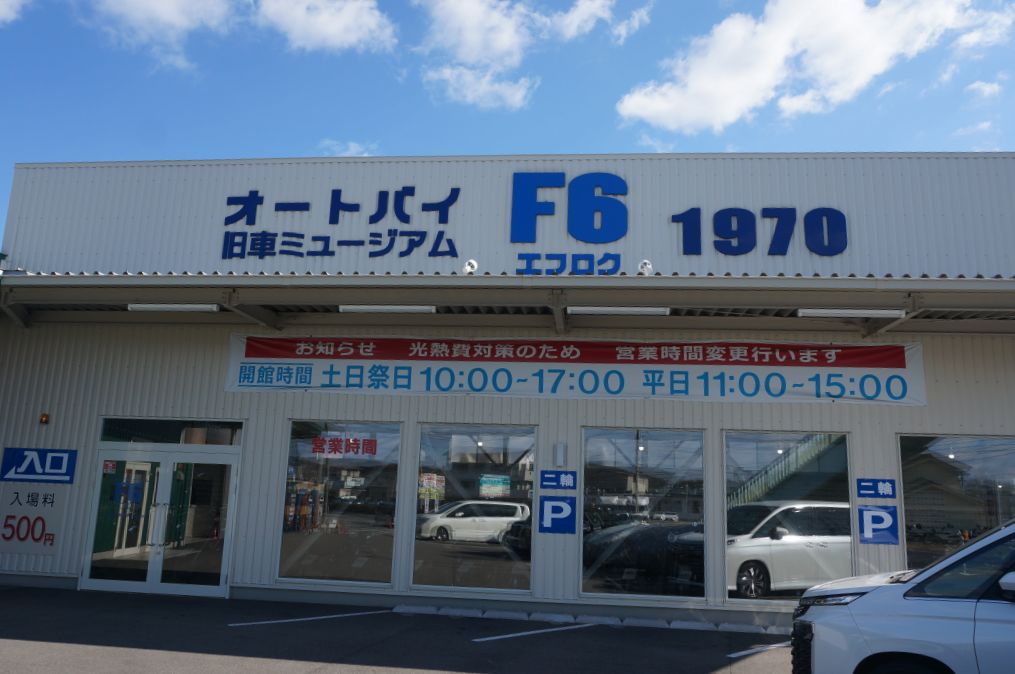 オートバイ
旧車ミュージアム
F6
エフロク
1970
お知らせ 光熱費対策のため 営業時間変更行います
開館時間 土日祭日 10:00~17:00 平日 11:00~15:00
営業時間
入口
入場料
500円
二輪
P
二輪
P